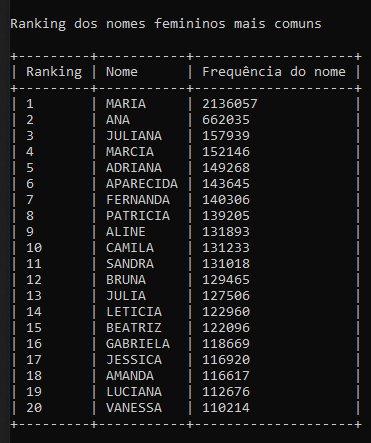 Ranking dos nomes femininos mais comuns
+---------+-----------+--------------------+
| Ranking | Nome      | Frequência do nome |
+---------+-----------+--------------------+
| 1       | MARIA     | 2136057            |
| 2       | ANA       | 662035             |
| 3       | JULIANA   | 157939             |
| 4       | MARCIA    | 152146             |
| 5       | ADRIANA   | 149268             |
| 6       | APARECIDA | 143645             |
| 7       | FERNANDA  | 140306             |
| 8       | PATRICIA  | 139205             |
| 9       | ALINE     | 131893             |
| 10      | CAMILA    | 131233             |
| 11      | SANDRA    | 131018             |
| 12      | BRUNA     | 129465             |
| 13      | JULIA     | 127506             |
| 14      | LETICIA   | 122960             |
| 15      | BEATRIZ   | 122096             |
| 16      | GABRIELA  | 118669             |
| 17      | JESSICA   | 116920             |
| 18      | AMANDA    | 116617             |
| 19      | LUCIANA   | 112676             |
| 20      | VANESSA   | 110214             |
+---------+-----------+--------------------+